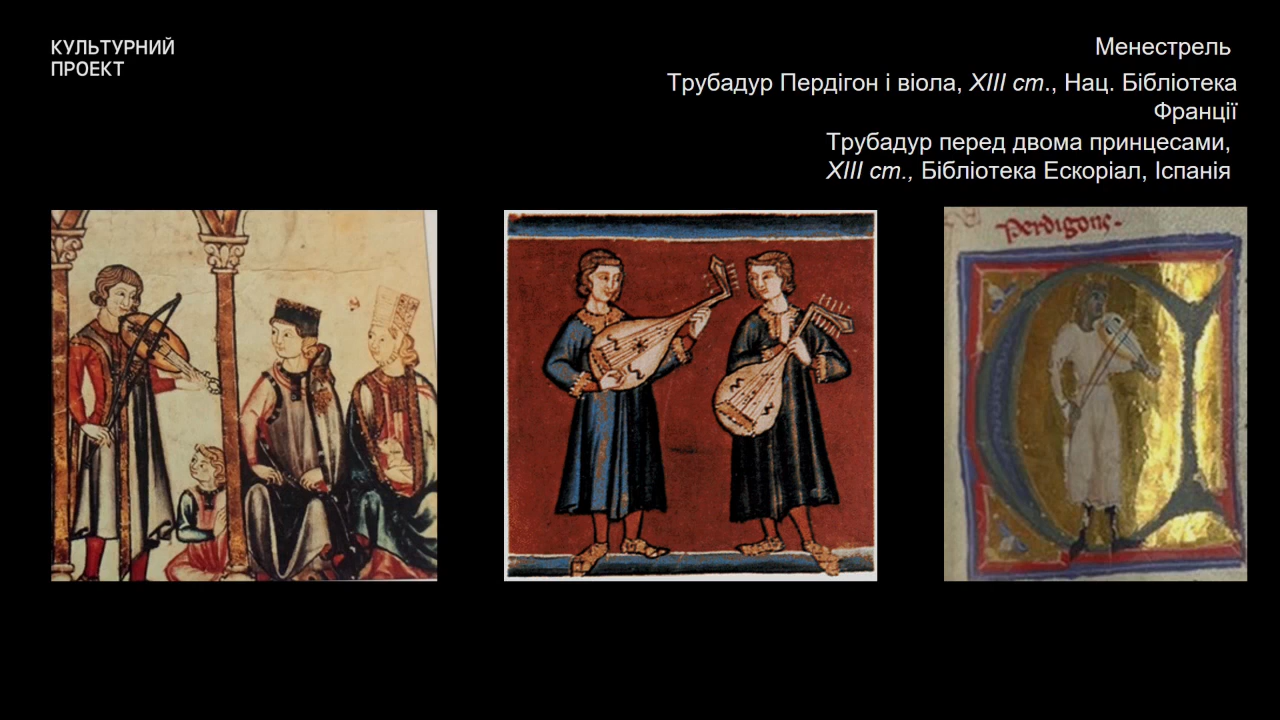 КУЛЬТУРНИЙ
ПРОЕКТ
Менестрель
Трубадур Пердігон і віола, XIII ст., Нац. Бібліотека
Франції
Трубадур перед двома принцесами,
XIII ст., Бібліотека Ескоріал, Іспанія
Perdigons.